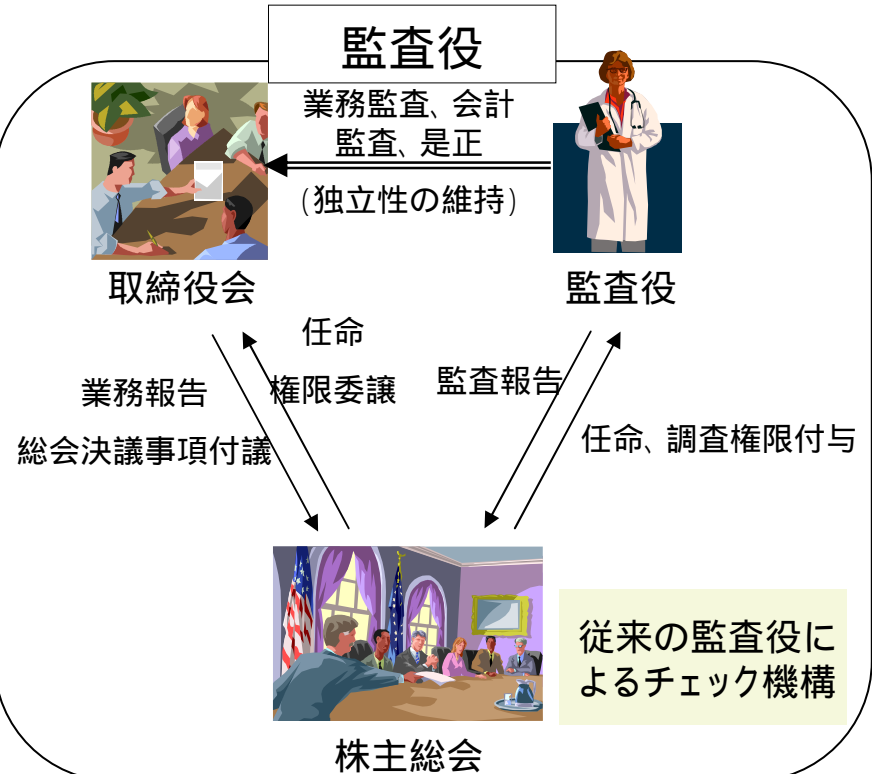 監査役
業務監査、会計
監査、是正
(独立性の維持)
取締役会
監査役
任命
権限委譲
業務報告
総会決議事項付議
監査報告
任命、調査権限付与
従来の監査役に
よるチェック機構
株主総会